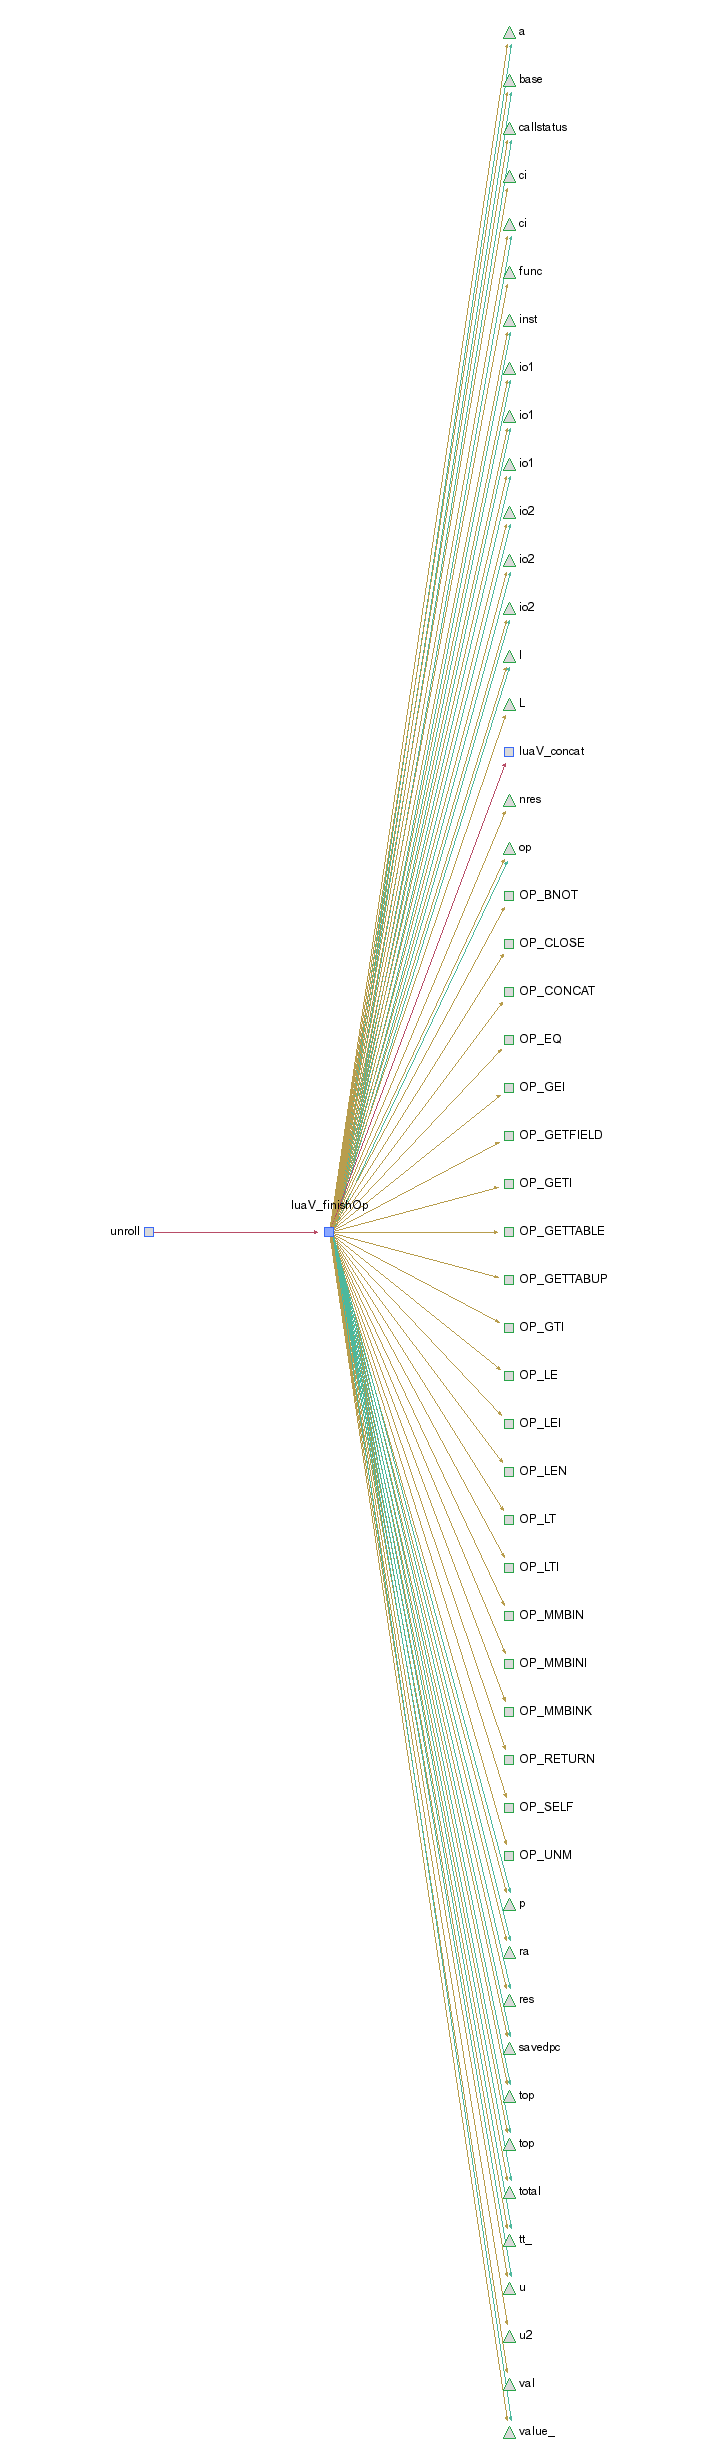 a
base
callstatus
ci
ci
func
inst
io1
io1
io1
io2
io2
io2
l
L
luaV_concat
nres
op
OP_BNOT
OP_CLOSE
OP_CONCAT
OP_EQ
OP_GEI
OP_GETFIELD
OP_GETI
luaV_finishOp
unroll
OP_GETTABLE
OP_GETTABUP
OP_GTI
OP_LE
OP_LEI
OP_LEN
OP_LT
OP_LTI
OP_MMBIN
OP_MMBINI
OP_MMBINK
OP_RETURN
OP_SELF
OP_UNM
p
ra
res
savedpc
top
top
total
tt_
u
u2
val
value_